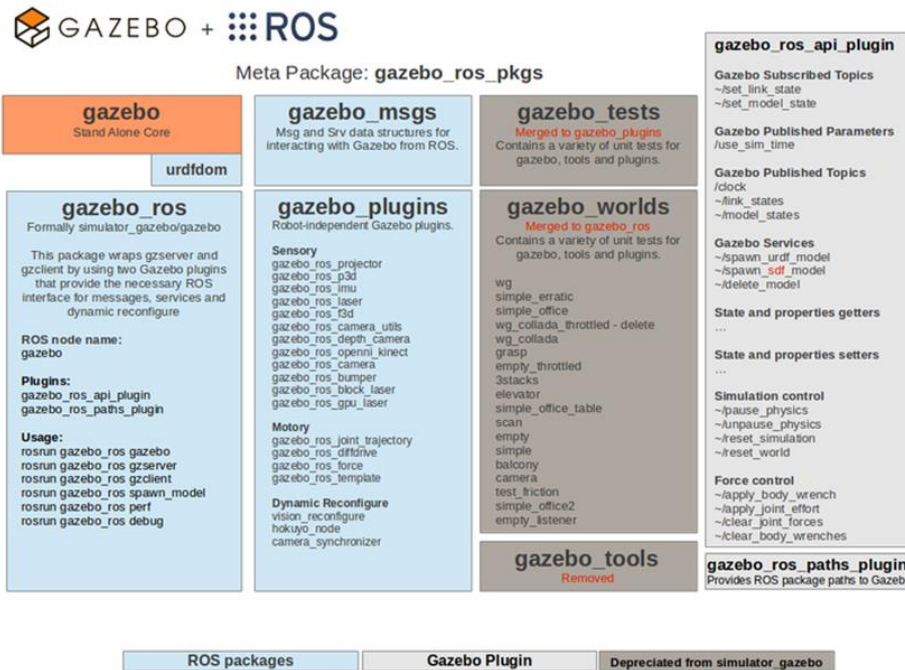 GAZEBO + ROS
Meta Package: gazebo_ros_pkgs
gazebo
Stand Alone Core
urdfdom
gazebo_ros
Formally simulator_gazebo/gazebo
This package wraps gzserver and
gzclient by using two Gazebo plugins
that provide the necessary ROS
interface for messages, services and
dynamic reconfigure
ROS node name:
gazebo
Plugins:
gazebo_ros_api_plugin
gazebo_ros_paths_plugin
Usage:
rosrun gazebo_ros gazebo
rosrun gazebo_ros gzserver
rosrun gazebo_ros gzclient
rosrun gazebo_ros spawn_model
rosrun gazebo_ros perf
rosrun gazebo_ros debug
gazebo_msgs
Msg and Srv data structures for
interacting with Gazebo from ROS.
gazebo_plugins
Robot-independent Gazebo plugins.
Sensory
gazebo_ros_projector
gazebo_ros_p3d
gazebo_ros_imu
gazebo_ros_laser
gazebo_ros_f3d
gazebo_ros_camera_utils
gazebo_ros_depth_camera
gazebo_ros_openni_kinect
gazebo_ros_camera
gazebo_ros_bumper
gazebo_ros_block_laser
gazebo_ros_gpu_laser
Motory
gazebo_ros_joint_trajectory
gazebo_ros_diffdrive
gazebo_ros_force
gazebo_ros_template
Dynamic Reconfigure
vision_reconfigure
hokuyo_node
camera_synchronizer
gazebo_tests
Merged to gazebo_plugins
Contains a variety of unit tests for
gazebo, tools and plugins.
gazebo_worlds
Merged to gazebo_ros
Contains a variety of unit tests for
gazebo, tools and plugins.
wg
simple_erratic
simple_office
wg_collada_throttled - delete
wg_collada
grasp
empty_throttled
3stacks
elevator
simple_office_table
scan
empty
simple
balcony
camera
test_friction
simple_office2
empty_listener
gazebo_tools
Removed
gazebo_ros_api_plugin
Gazebo Subscribed Topics
~/set_link_state
~/set_model_state
Gazebo Published Parameters
/use_sim_time
Gazebo Published Topics
/clock
~/link_states
~/model_states
Gazebo Services
~/spawn_urdf_model
~/spawn_sdf_model
~/delete_model
State and properties getters
...
State and properties setters
...
Simulation control
~/pause_physics
~/unpause_physics
~/reset_simulation
~/reset_world
Force control
~/apply_body_wrench
~/apply_joint_effort
~/clear_joint_forces
~/clear_body_wrenches
gazebo_ros_paths_plugin
Provides ROS package paths to Gazeb
ROS packages
Gazebo Plugin
Depreciated from simulator_gazebo